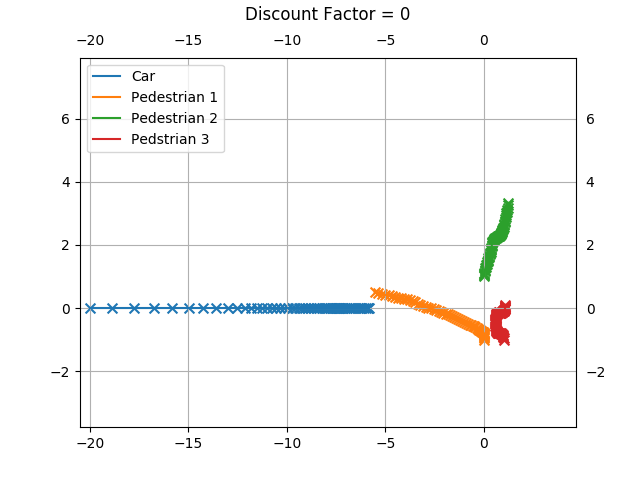 Discount Factor = 0
−20 −15 −10 −5 0
Car
Pedestrian 1
Pedestrian 2
Pedstrian 3
6 6
4 4
2 2
0 0
−2 −2
−20 −15 −10 −5 0